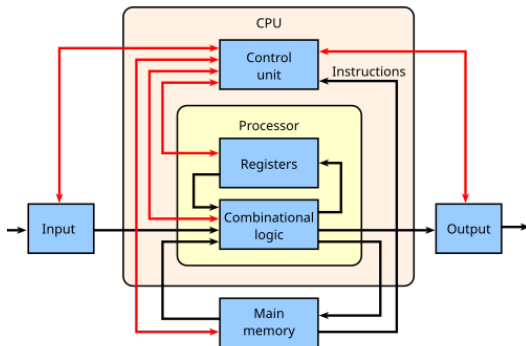 CPU
Control
unit
Instructions
Processor
Registers
Combinational
logic
Input
Output
Main
memory